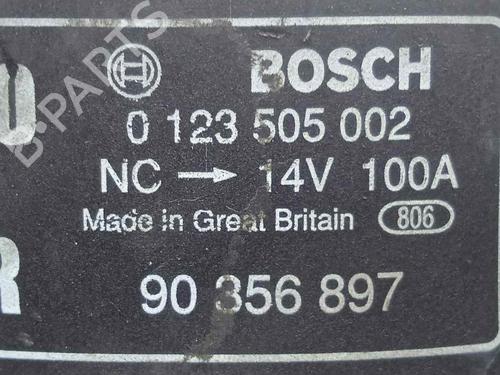 BOSCH
0 123 505 002
NC → 14V 100A
Made in Great Britain 806
90 356 897
B-PARTS
O
R